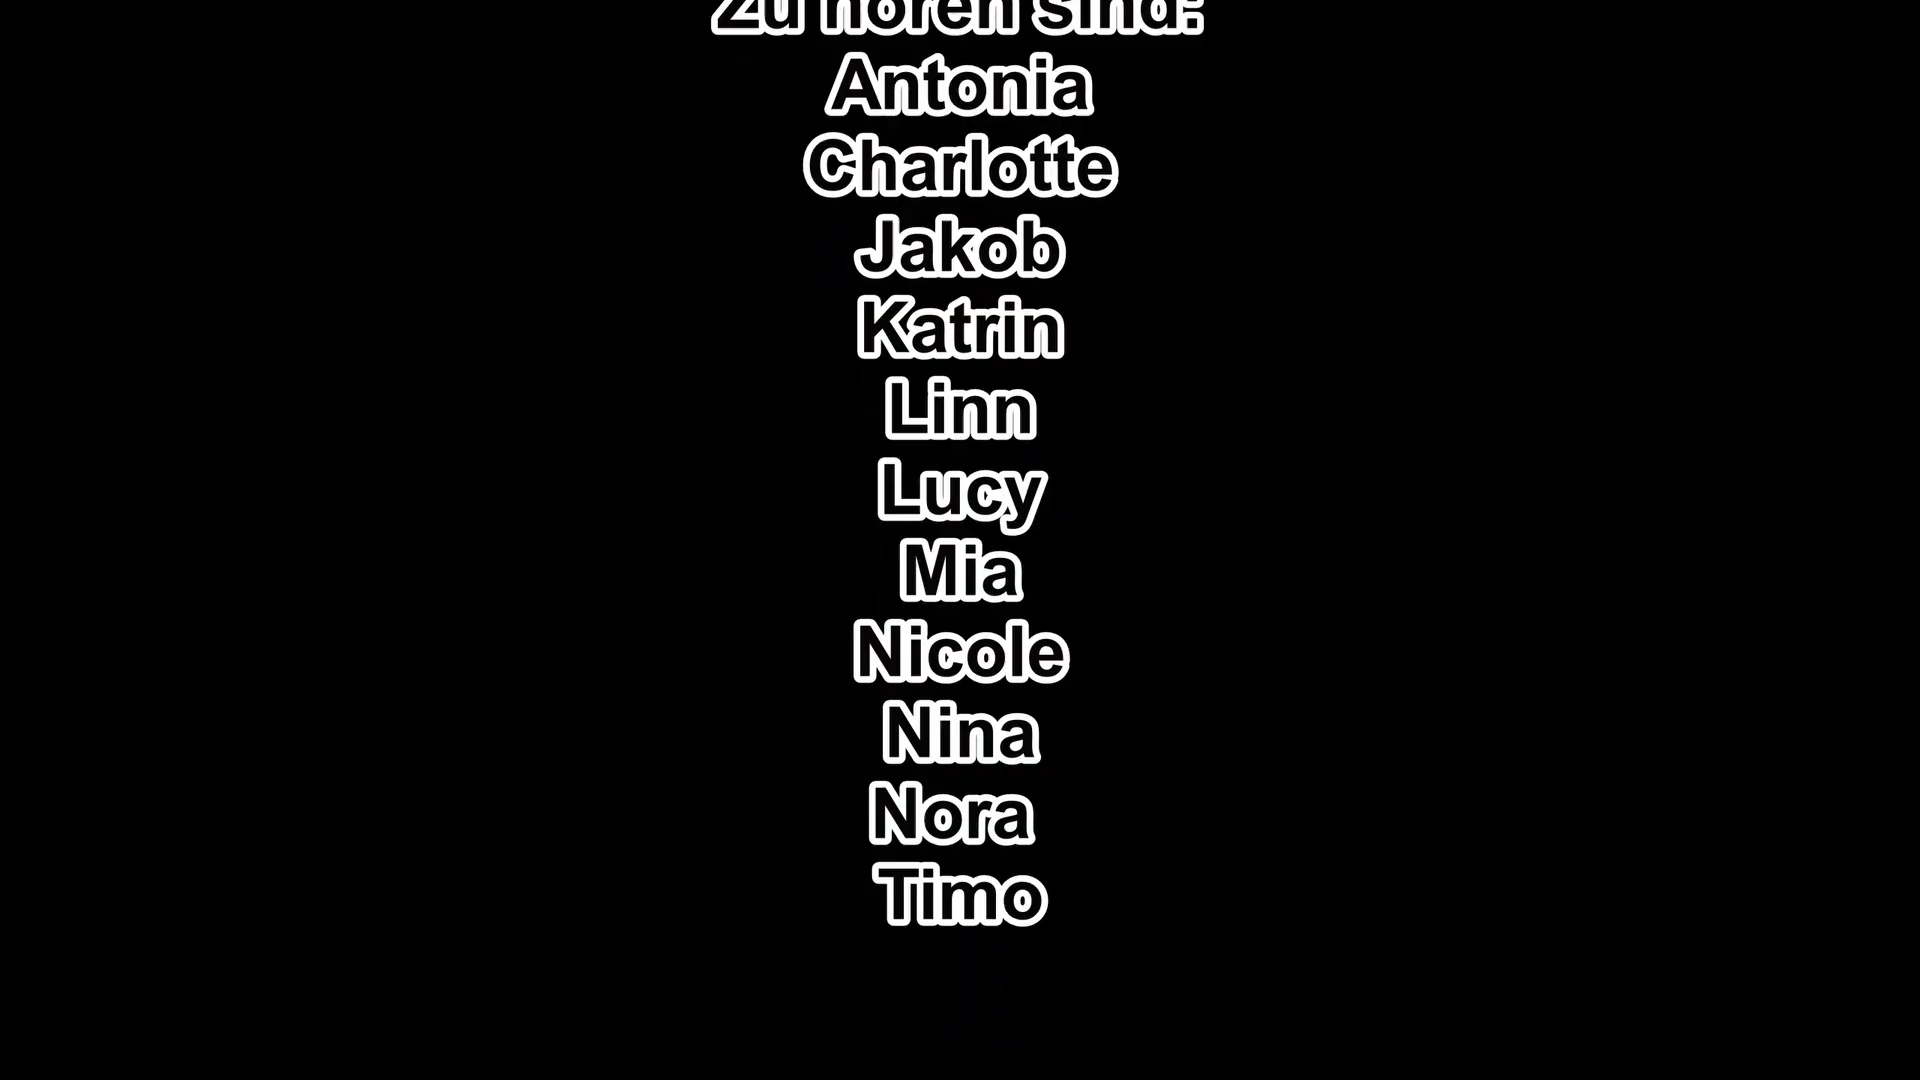 Zu hören sind:
Antonia
Charlotte
Jakob
Katrin
Linn
Lucy
Mia
Nicole
Nina
Nora
Timo